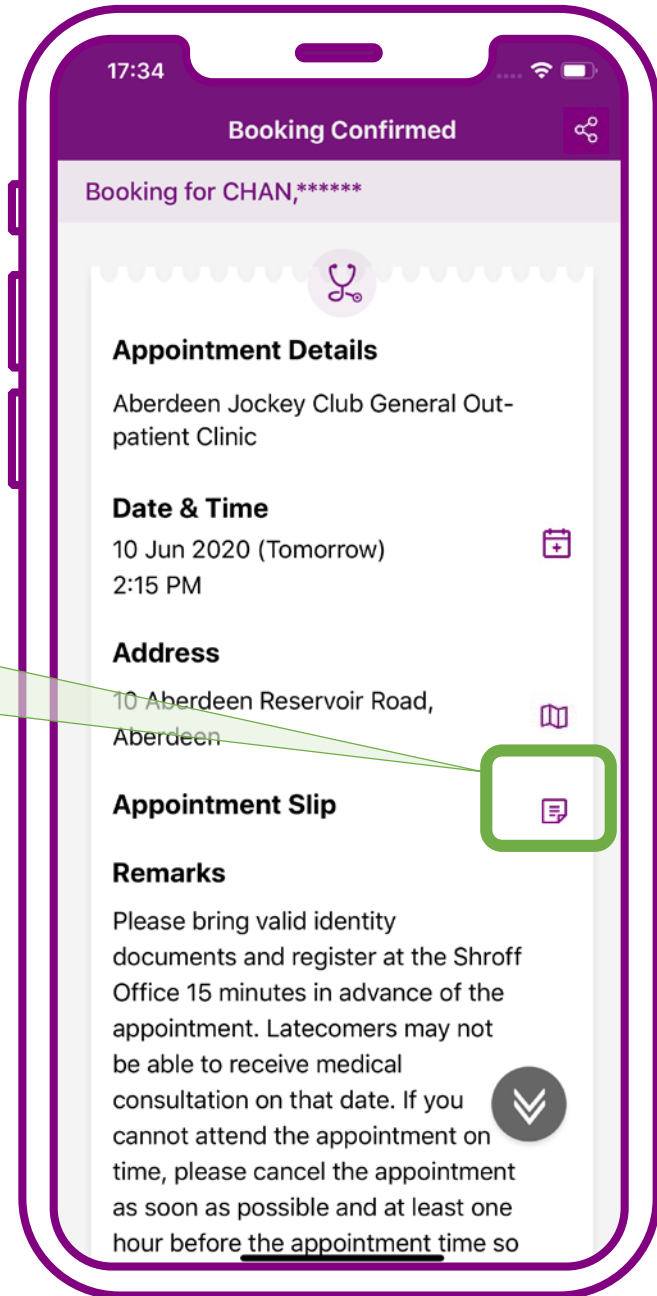 17:34
Booking Confirmed
Booking for CHAN,******
Appointment Details
Aberdeen Jockey Club General Out-
patient Clinic
Date & Time
10 Jun 2020 (Tomorrow)
2:15 PM
Address
10 Aberdeen Reservoir Road,
Aberdeen
Appointment Slip
Remarks
Please bring valid identity
documents and register at the Shroff
Office 15 minutes in advance of the
appointment. Latecomers may not
be able to receive medical
consultation on that date. If you
cannot attend the appointment on
time, please cancel the appointment
as soon as possible and at least one
hour before the appointment time so